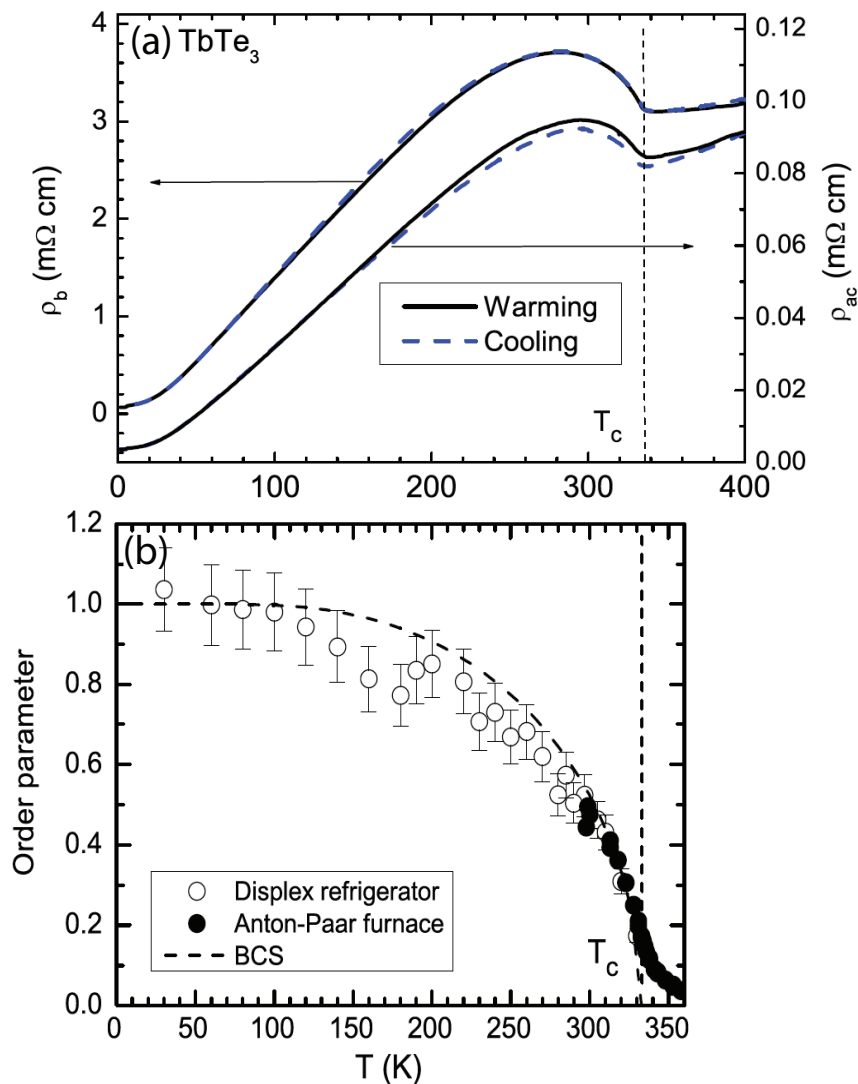 (a) TbTe3
4
3
2
1
0
ρb (mΩ cm)
0.12
0.10
0.08
0.06
0.04
0.02
0.00
ρac (mΩ cm)
Warming
Cooling
Tc
0 100 200 300 400
(b)
1.2
1.0
0.8
0.6
0.4
0.2
0.0
Order parameter
Displex refrigerator
Anton-Paar furnace
BCS
Tc
0 50 100 150 200 250 300 350
T (K)